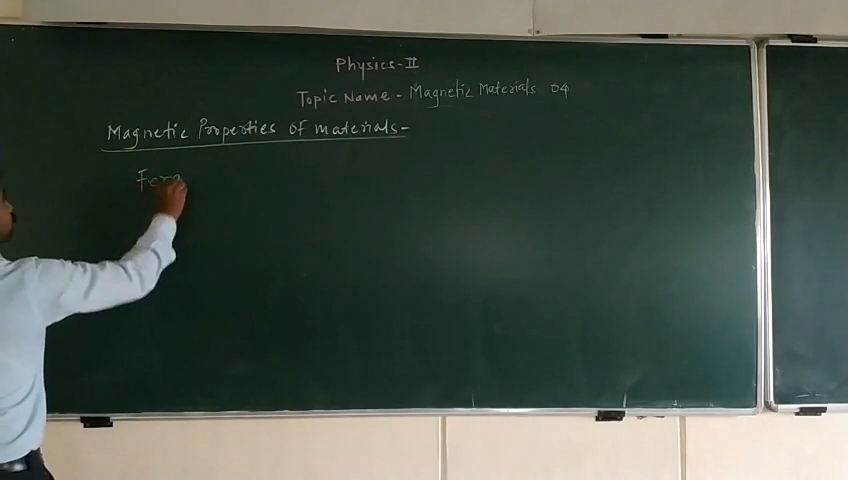 Physics-II
Topic Name - Magnetic Materials 04
Magnetic Properties of materials-